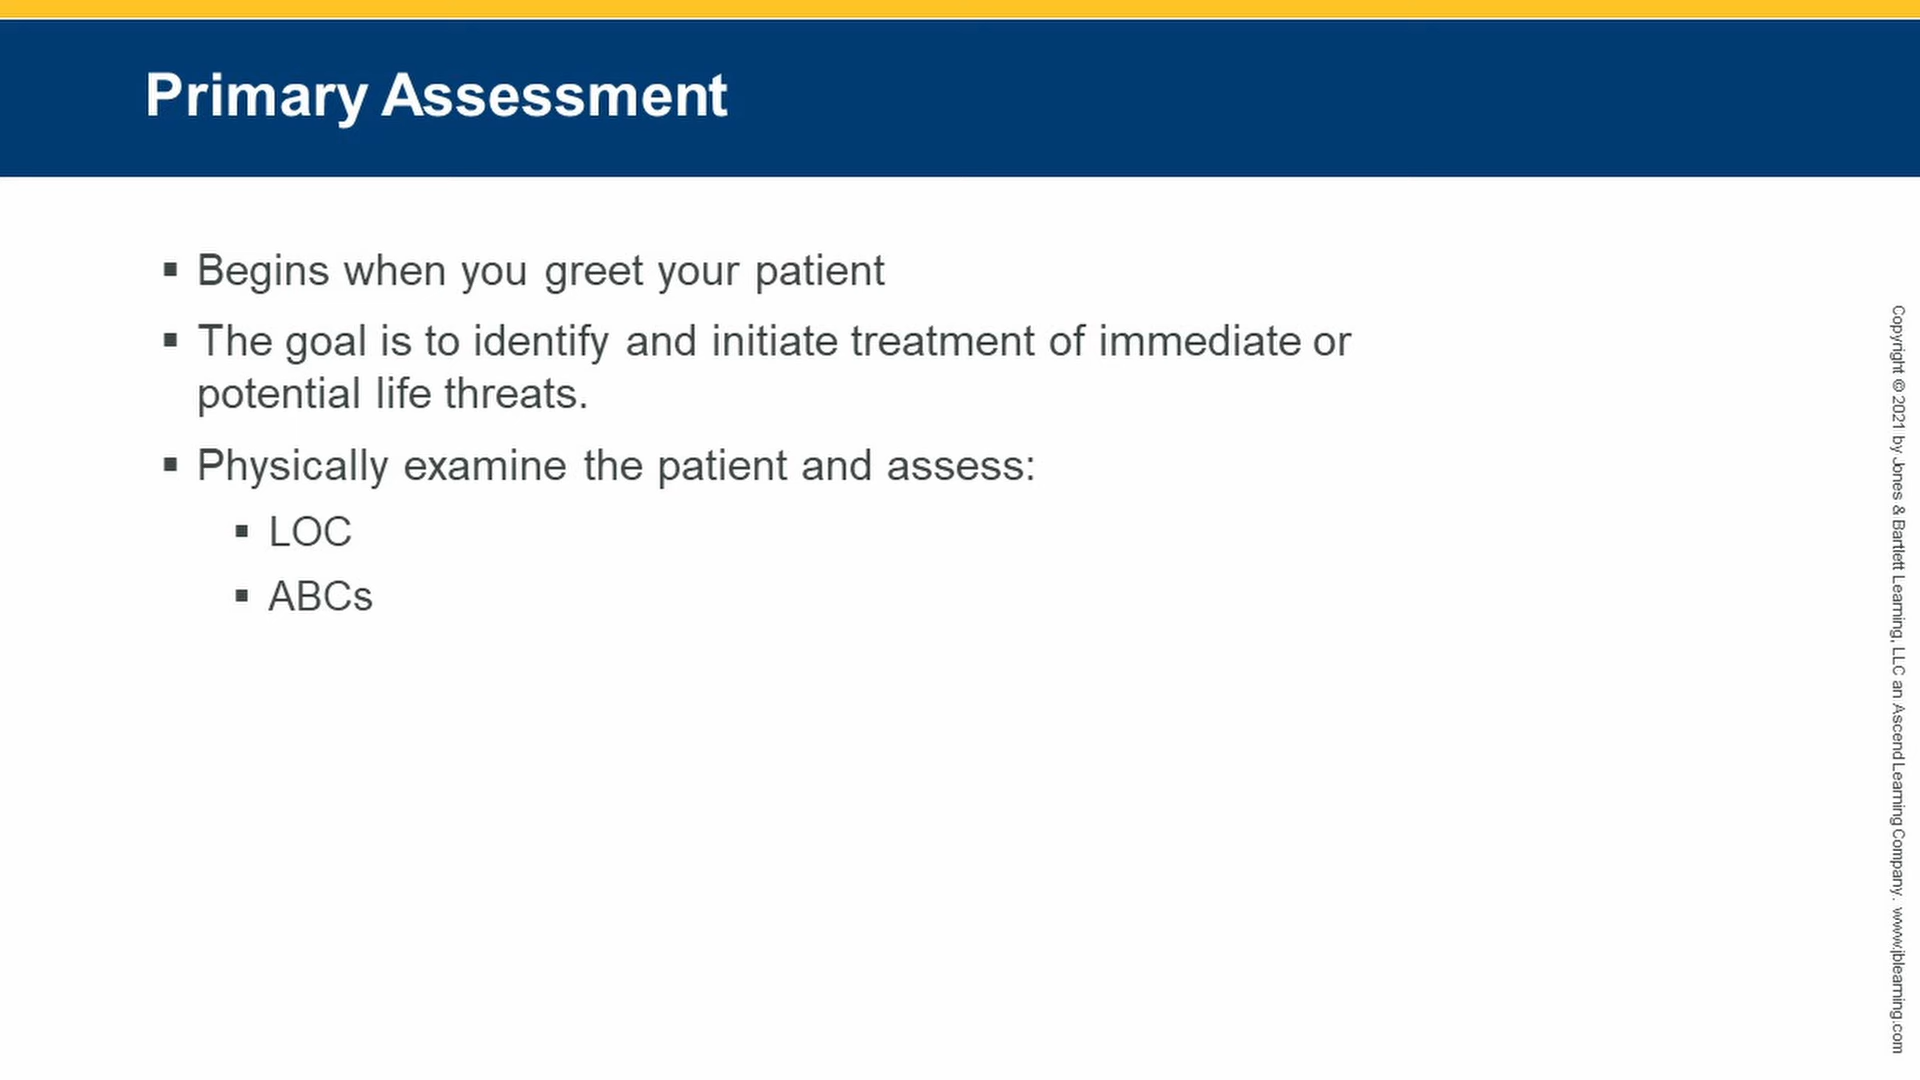 Primary Assessment
▪ Begins when you greet your patient
▪ The goal is to identify and initiate treatment of immediate or
potential life threats.
▪ Physically examine the patient and assess:
▪ LOC
▪ ABCs
Copyright © 2021 by Jones & Bartlett Learning, LLC an Ascend Learning Company. www.jblearning.com